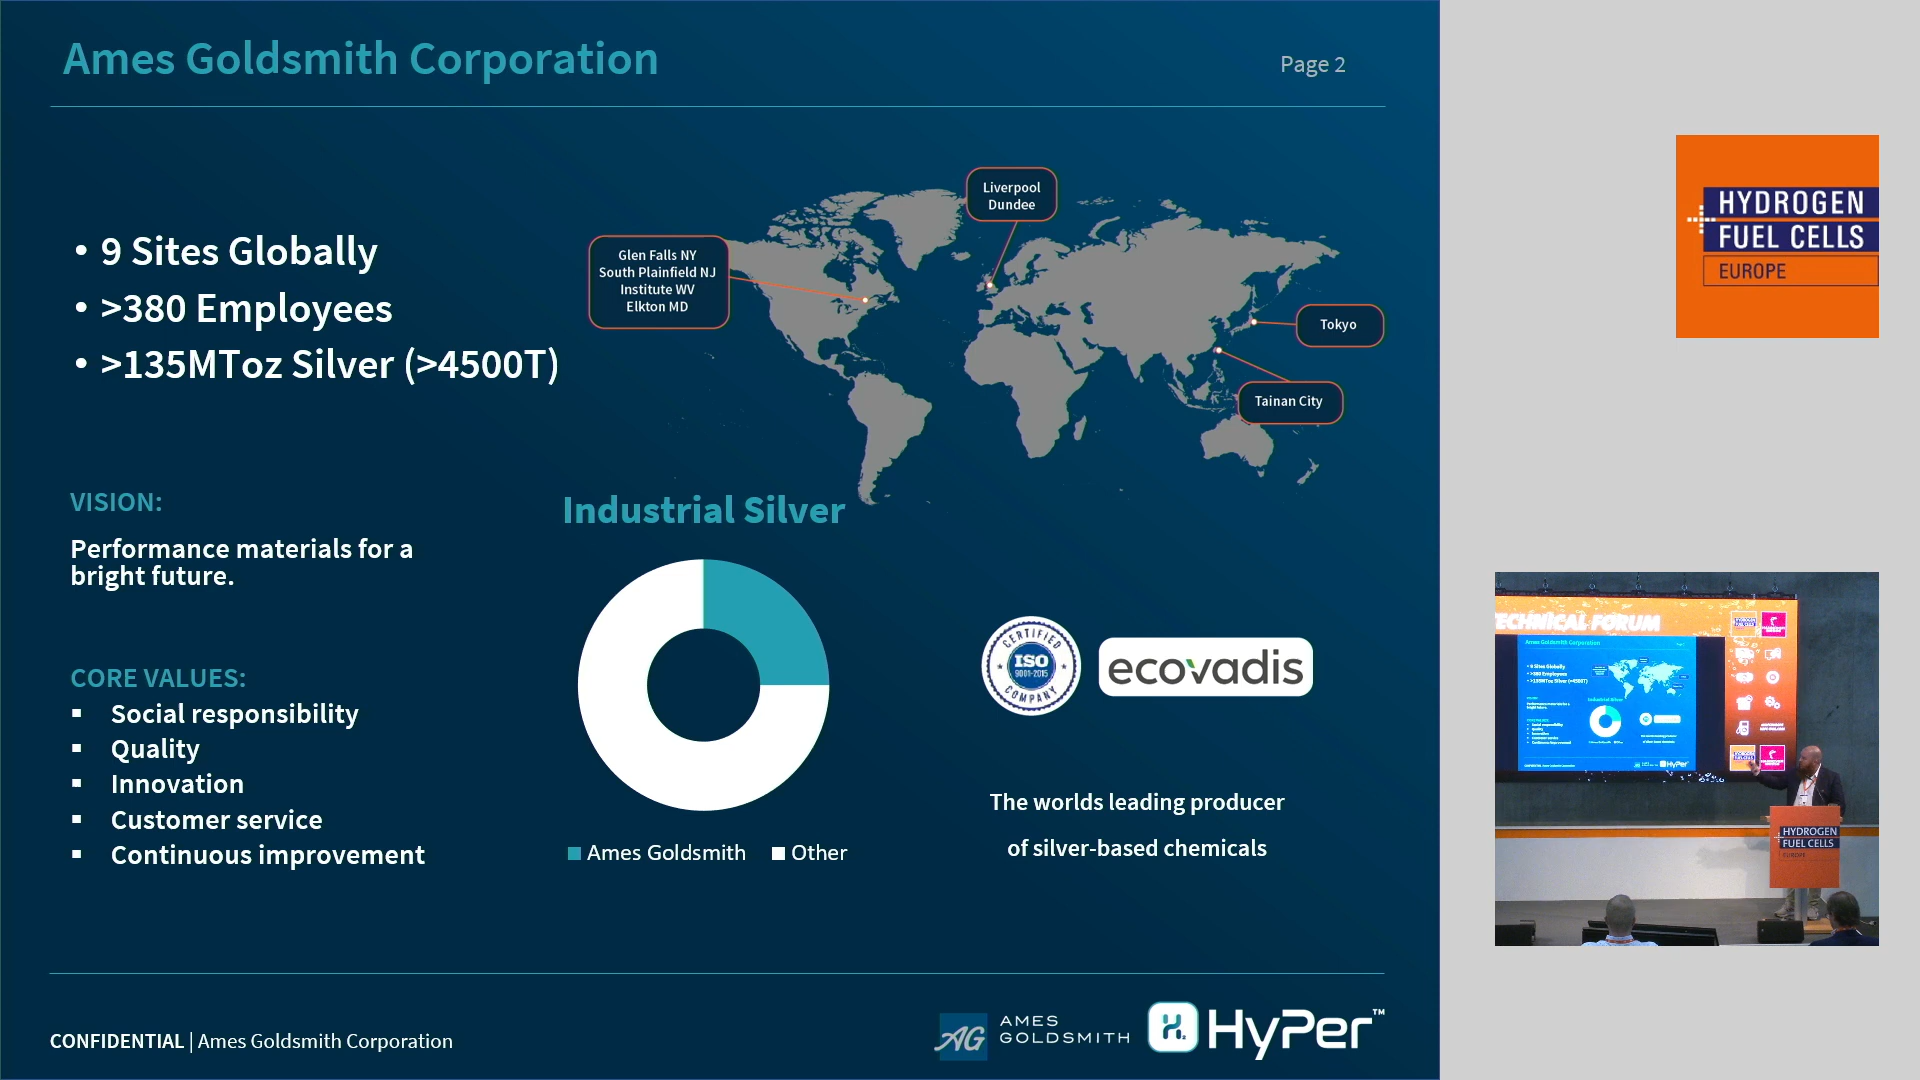 Ames Goldsmith Corporation
Page 2
• 9 Sites Globally
• >380 Employees
• >135MToz Silver (>4500T)
Liverpool
Dundee
Glen Falls NY
South Plainfield NJ
Institute WV
Elkton MD
Tokyo
Tainan City
VISION:
Performance materials for a
bright future.
CORE VALUES:
▪ Social responsibility
▪ Quality
▪ Innovation
▪ Customer service
▪ Continuous improvement
Industrial Silver
Ames Goldsmith
Other
CERTIFIED
ISO
9001-2015
COMPANY
ecovadis
The worlds leading producer
of silver-based chemicals
CONFIDENTIAL | Ames Goldsmith Corporation
AG
AMES
GOLDSMITH
HyPer™
HYDROGEN
FUEL CELLS
EUROPE
TECHNICAL FORUM
Ames Goldsmith Corporation
HYDROGEN
FUEL CELLS
EUROPE